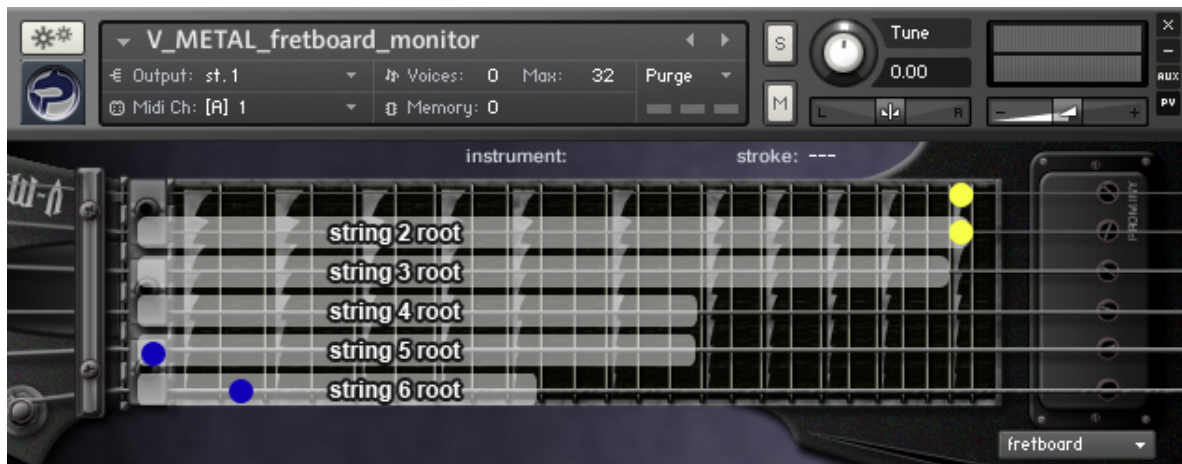 V_METAL_fretboard_monitor
S
Tune
0.00
X
–
AUX
PV
Output: st.1
Voices: 0 Max: 32
Purge
Midi Ch: [A] 1
Memory: 0
M
L
R
–
+
instrument:
stroke: ---
V-M
PROMINY
string 2 root
string 3 root
string 4 root
string 5 root
string 6 root
fretboard